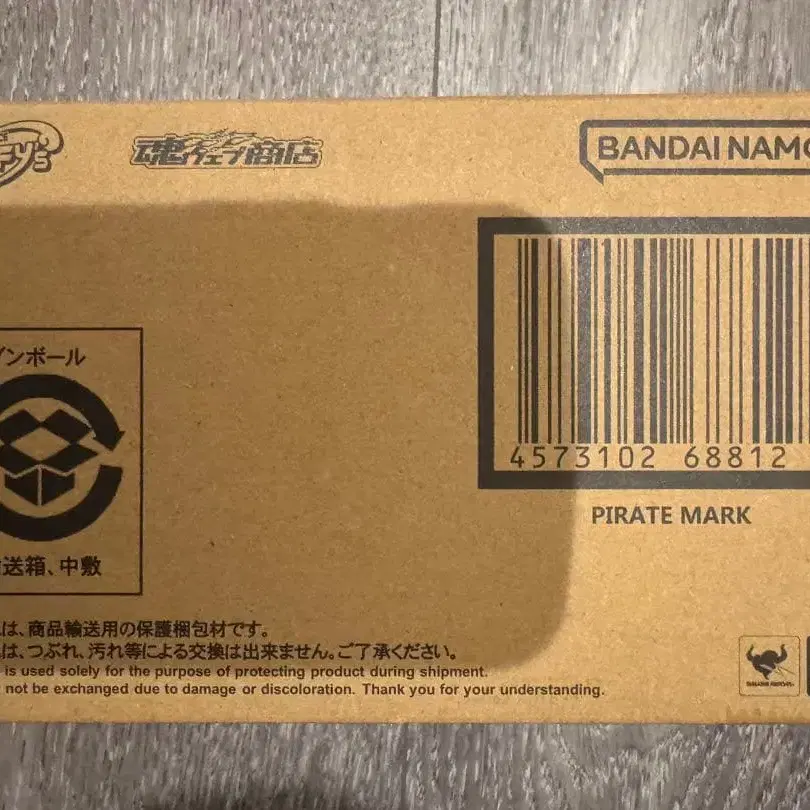 魂ウェブ商店
BANDAI NAMC
4573102 68812
PIRATE MARK
ンボール
送箱、中敷
は、商品輸送用の保護梱包材です。
は、つぶれ、汚れ等による交換は出来ません。ご了承ください。
is used solely for the purpose of protecting product during shipment.
not be exchanged due to damage or discoloration. Thank you for your understanding.